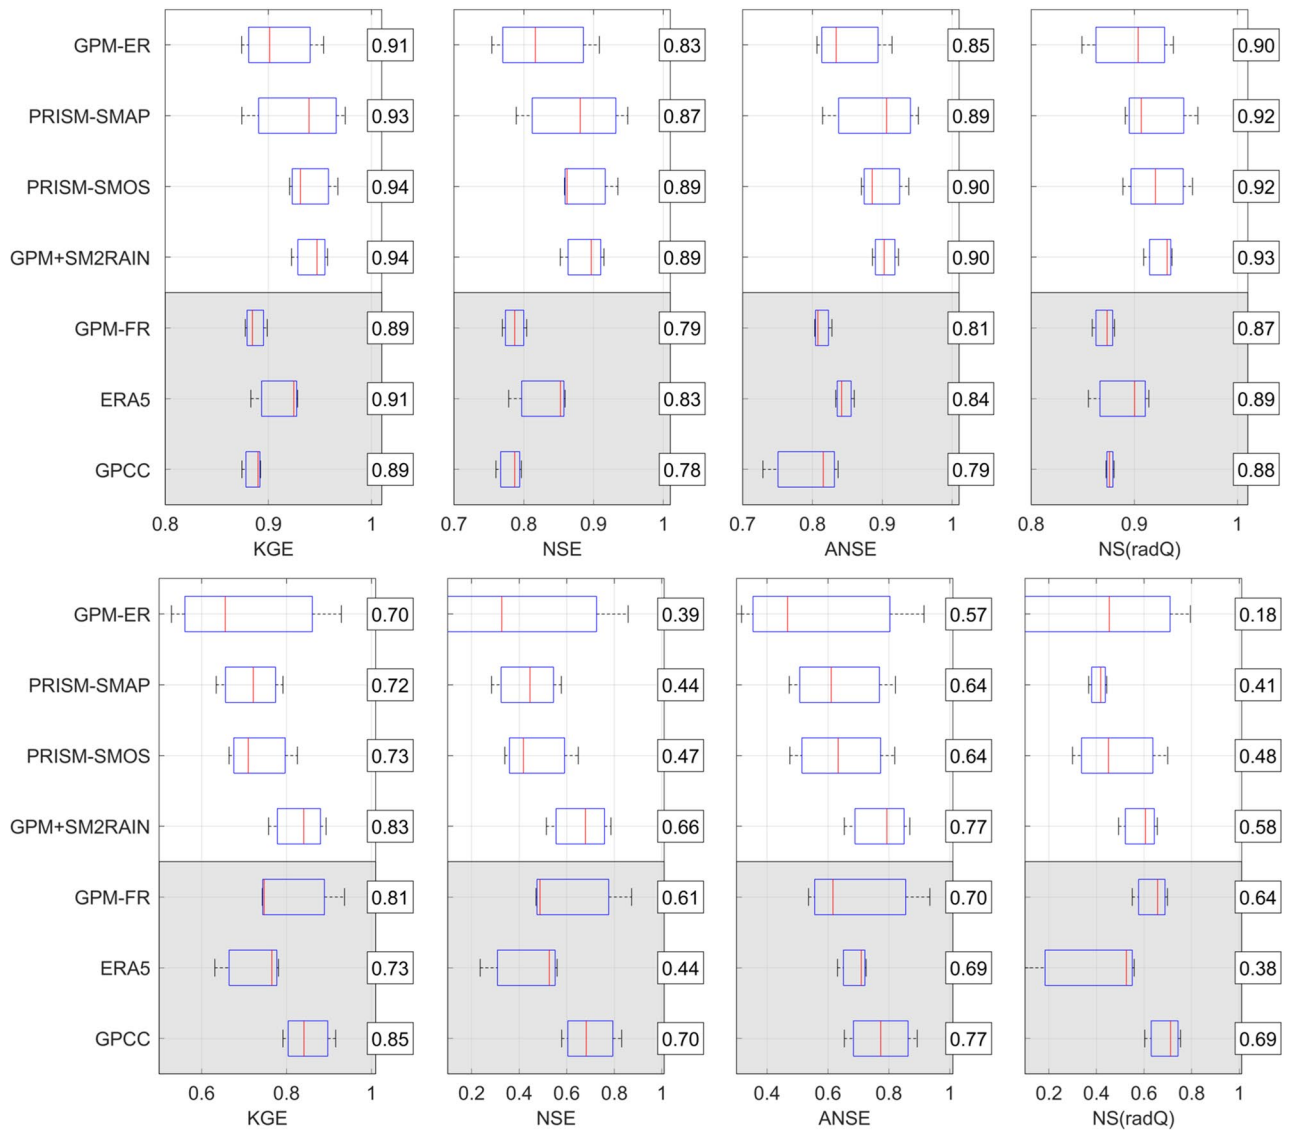 GPM-ER 0.91 0.83 0.85 0.90
PRISM-SMAP 0.93 0.87 0.89 0.92
PRISM-SMOS 0.94 0.89 0.90 0.92
GPM+SM2RAIN 0.94 0.89 0.90 0.93
GPM-FR 0.89 0.79 0.81 0.87
ERA5 0.91 0.83 0.84 0.89
GPCC 0.89 0.78 0.79 0.88
0.8 0.9 1 0.7 0.8 0.9 1 0.7 0.8 0.9 1 0.8 0.9 1
KGE NSE ANSE NS(radQ)
GPM-ER 0.70 0.39 0.57 0.18
PRISM-SMAP 0.72 0.44 0.64 0.41
PRISM-SMOS 0.73 0.47 0.64 0.48
GPM+SM2RAIN 0.83 0.66 0.77 0.58
GPM-FR 0.81 0.61 0.70 0.64
ERA5 0.73 0.44 0.69 0.38
GPCC 0.85 0.70 0.77 0.69
0.6 0.8 1 0.2 0.4 0.6 0.8 1 0.4 0.6 0.8 1 0.2 0.4 0.6 0.8 1
KGE NSE ANSE NS(radQ)